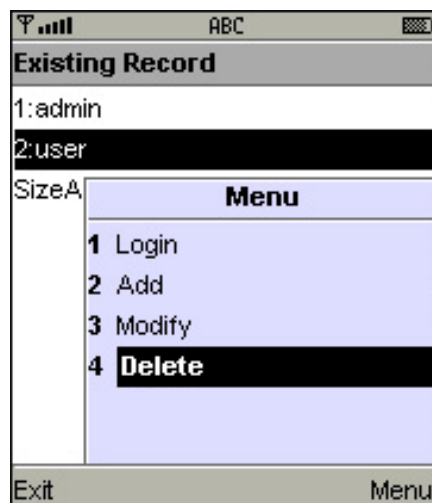 ABC
Existing Record
1:admin
2:user
SizeA
Menu
1 Login
2 Add
3 Modify
4 Delete
Exit Menu